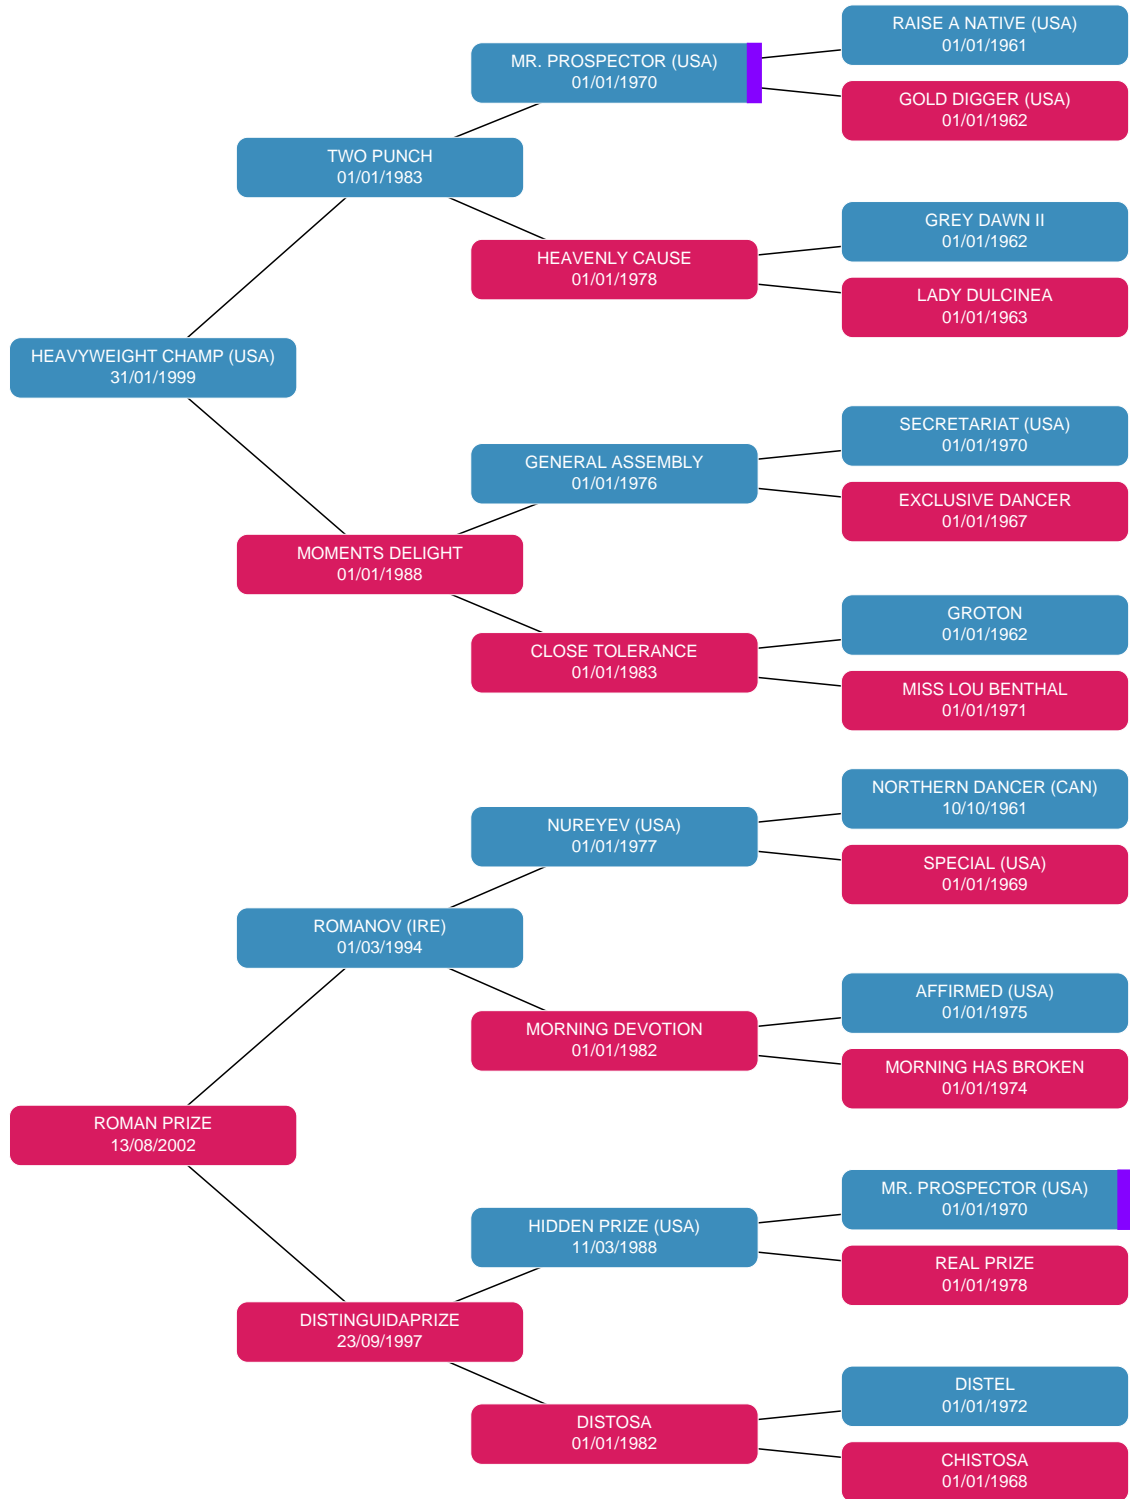 RAISE A NATIVE (USA)
01/01/1961
MR. PROSPECTOR (USA)
01/01/1970
GOLD DIGGER (USA)
01/01/1962
TWO PUNCH
01/01/1983
GREY DAWN II
01/01/1962
HEAVENLY CAUSE
01/01/1978
LADY DULCINEA
01/01/1963
HEAVYWEIGHT CHAMP (USA)
31/01/1999
SECRETARIAT (USA)
01/01/1970
GENERAL ASSEMBLY
01/01/1976
EXCLUSIVE DANCER
01/01/1967
MOMENTS DELIGHT
01/01/1988
GROTON
01/01/1962
CLOSE TOLERANCE
01/01/1983
MISS LOU BENTHAL
01/01/1971
NORTHERN DANCER (CAN)
10/10/1961
NUREYEV (USA)
01/01/1977
SPECIAL (USA)
01/01/1969
ROMANOV (IRE)
01/03/1994
AFFIRMED (USA)
01/01/1975
MORNING DEVOTION
01/01/1982
MORNING HAS BROKEN
01/01/1974
ROMAN PRIZE
13/08/2002
MR. PROSPECTOR (USA)
01/01/1970
HIDDEN PRIZE (USA)
11/03/1988
REAL PRIZE
01/01/1978
DISTINGUIDAPRIZE
23/09/1997
DISTEL
01/01/1972
DISTOSA
01/01/1982
CHISTOSA
01/01/1968